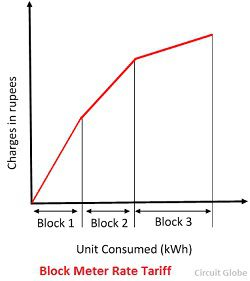 Charges in rupees
Block 1 Block 2 Block 3
Unit Consumed (kWh)
Circuit Globe
Block Meter Rate Tariff